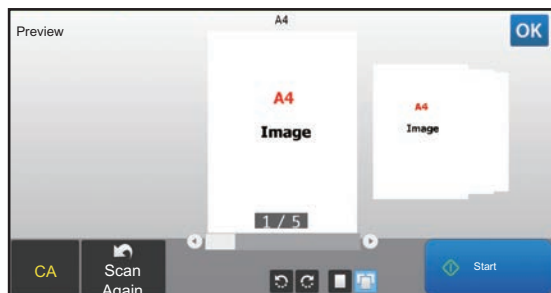 A4
Preview
OK
A4
Image
A4
Image
1 / 5
CA
Scan
Again
Start